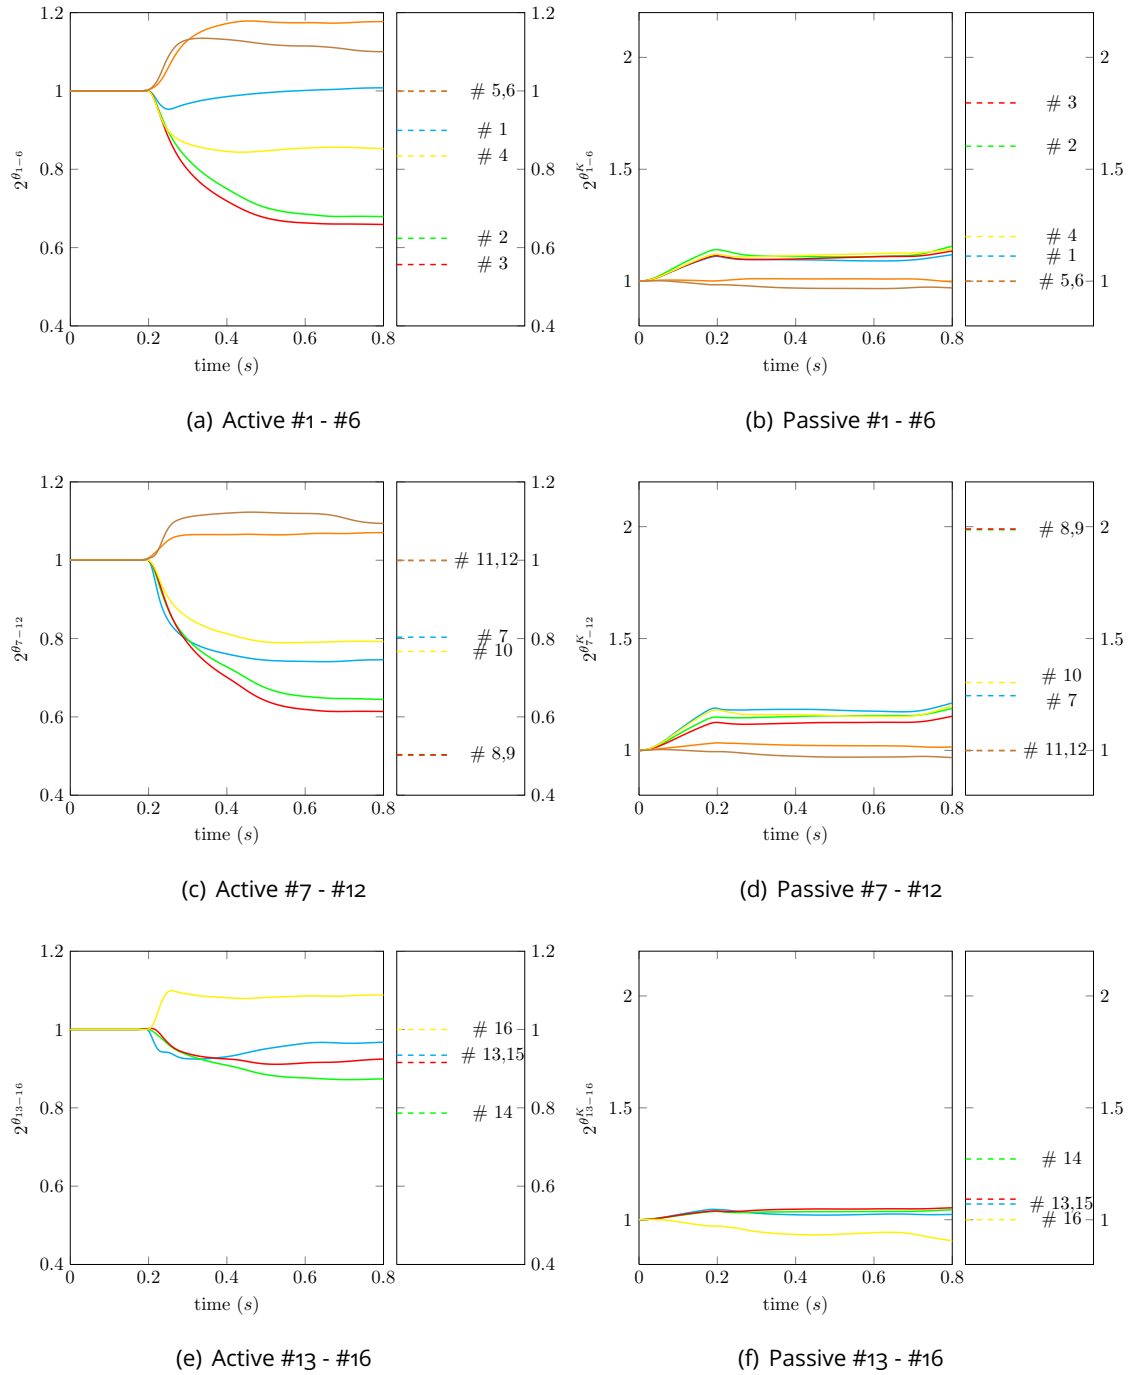 1.2 1.2
1 1
0.8 0.8
0.6 0.6
0.4 0.4
0 0.2 0.4 0.6 0.8
2^{θ_{1−6}}
time (s)
# 5,6
# 1
# 4
# 2
# 3
(a) Active #1 - #6
2 2
1.5 1.5
1 1
0 0.2 0.4 0.6 0.8
2^{θ^K_{1−6}}
time (s)
# 3
# 2
# 4
# 1
# 5,6
(b) Passive #1 - #6
1.2 1.2
1 1
0.8 0.8
0.6 0.6
0.4 0.4
0 0.2 0.4 0.6 0.8
2^{θ_{7−12}}
time (s)
# 11,12
# 7
# 10
# 8,9
(c) Active #7 - #12
2 2
1.5 1.5
1 1
0 0.2 0.4 0.6 0.8
2^{θ^K_{7−12}}
time (s)
# 8,9
# 10
# 7
# 11,12
(d) Passive #7 - #12
1.2 1.2
1 1
0.8 0.8
0.6 0.6
0.4 0.4
0 0.2 0.4 0.6 0.8
2^{θ_{13−16}}
time (s)
# 16
# 13,15
# 14
(e) Active #13 - #16
2 2
1.5 1.5
1 1
0 0.2 0.4 0.6 0.8
2^{θ^K_{13−16}}
time (s)
# 14
# 13,15
# 16
(f) Passive #13 - #16